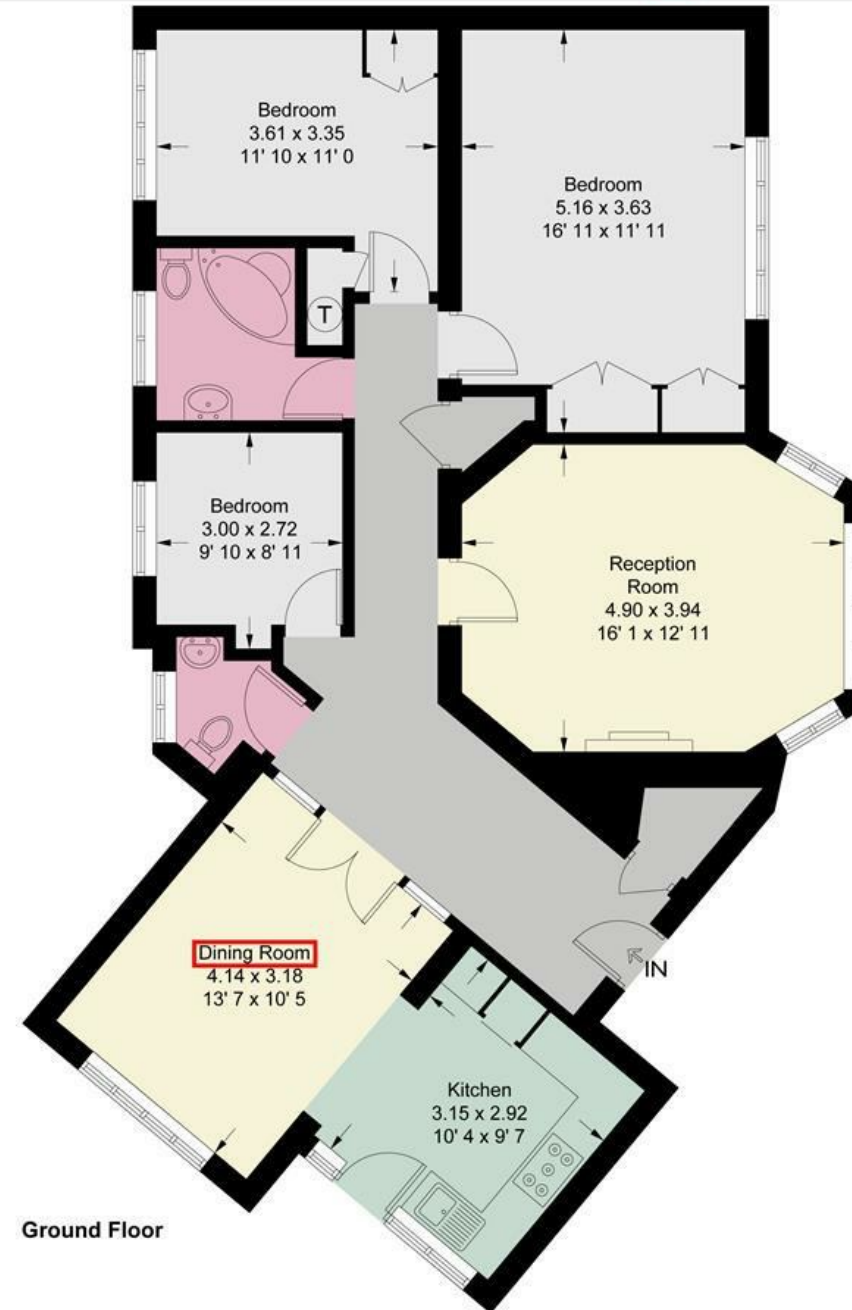 Bedroom
3.61 x 3.35
11' 10 x 11' 0
Bedroom
5.16 x 3.63
16' 11 x 11' 11
T
Bedroom
3.00 x 2.72
9' 10 x 8' 11
Reception
Room
4.90 x 3.94
16' 1 x 12' 11
Dining Room
4.14 x 3.18
13' 7 x 10' 5
IN
Kitchen
3.15 x 2.92
10' 4 x 9' 7
Ground Floor